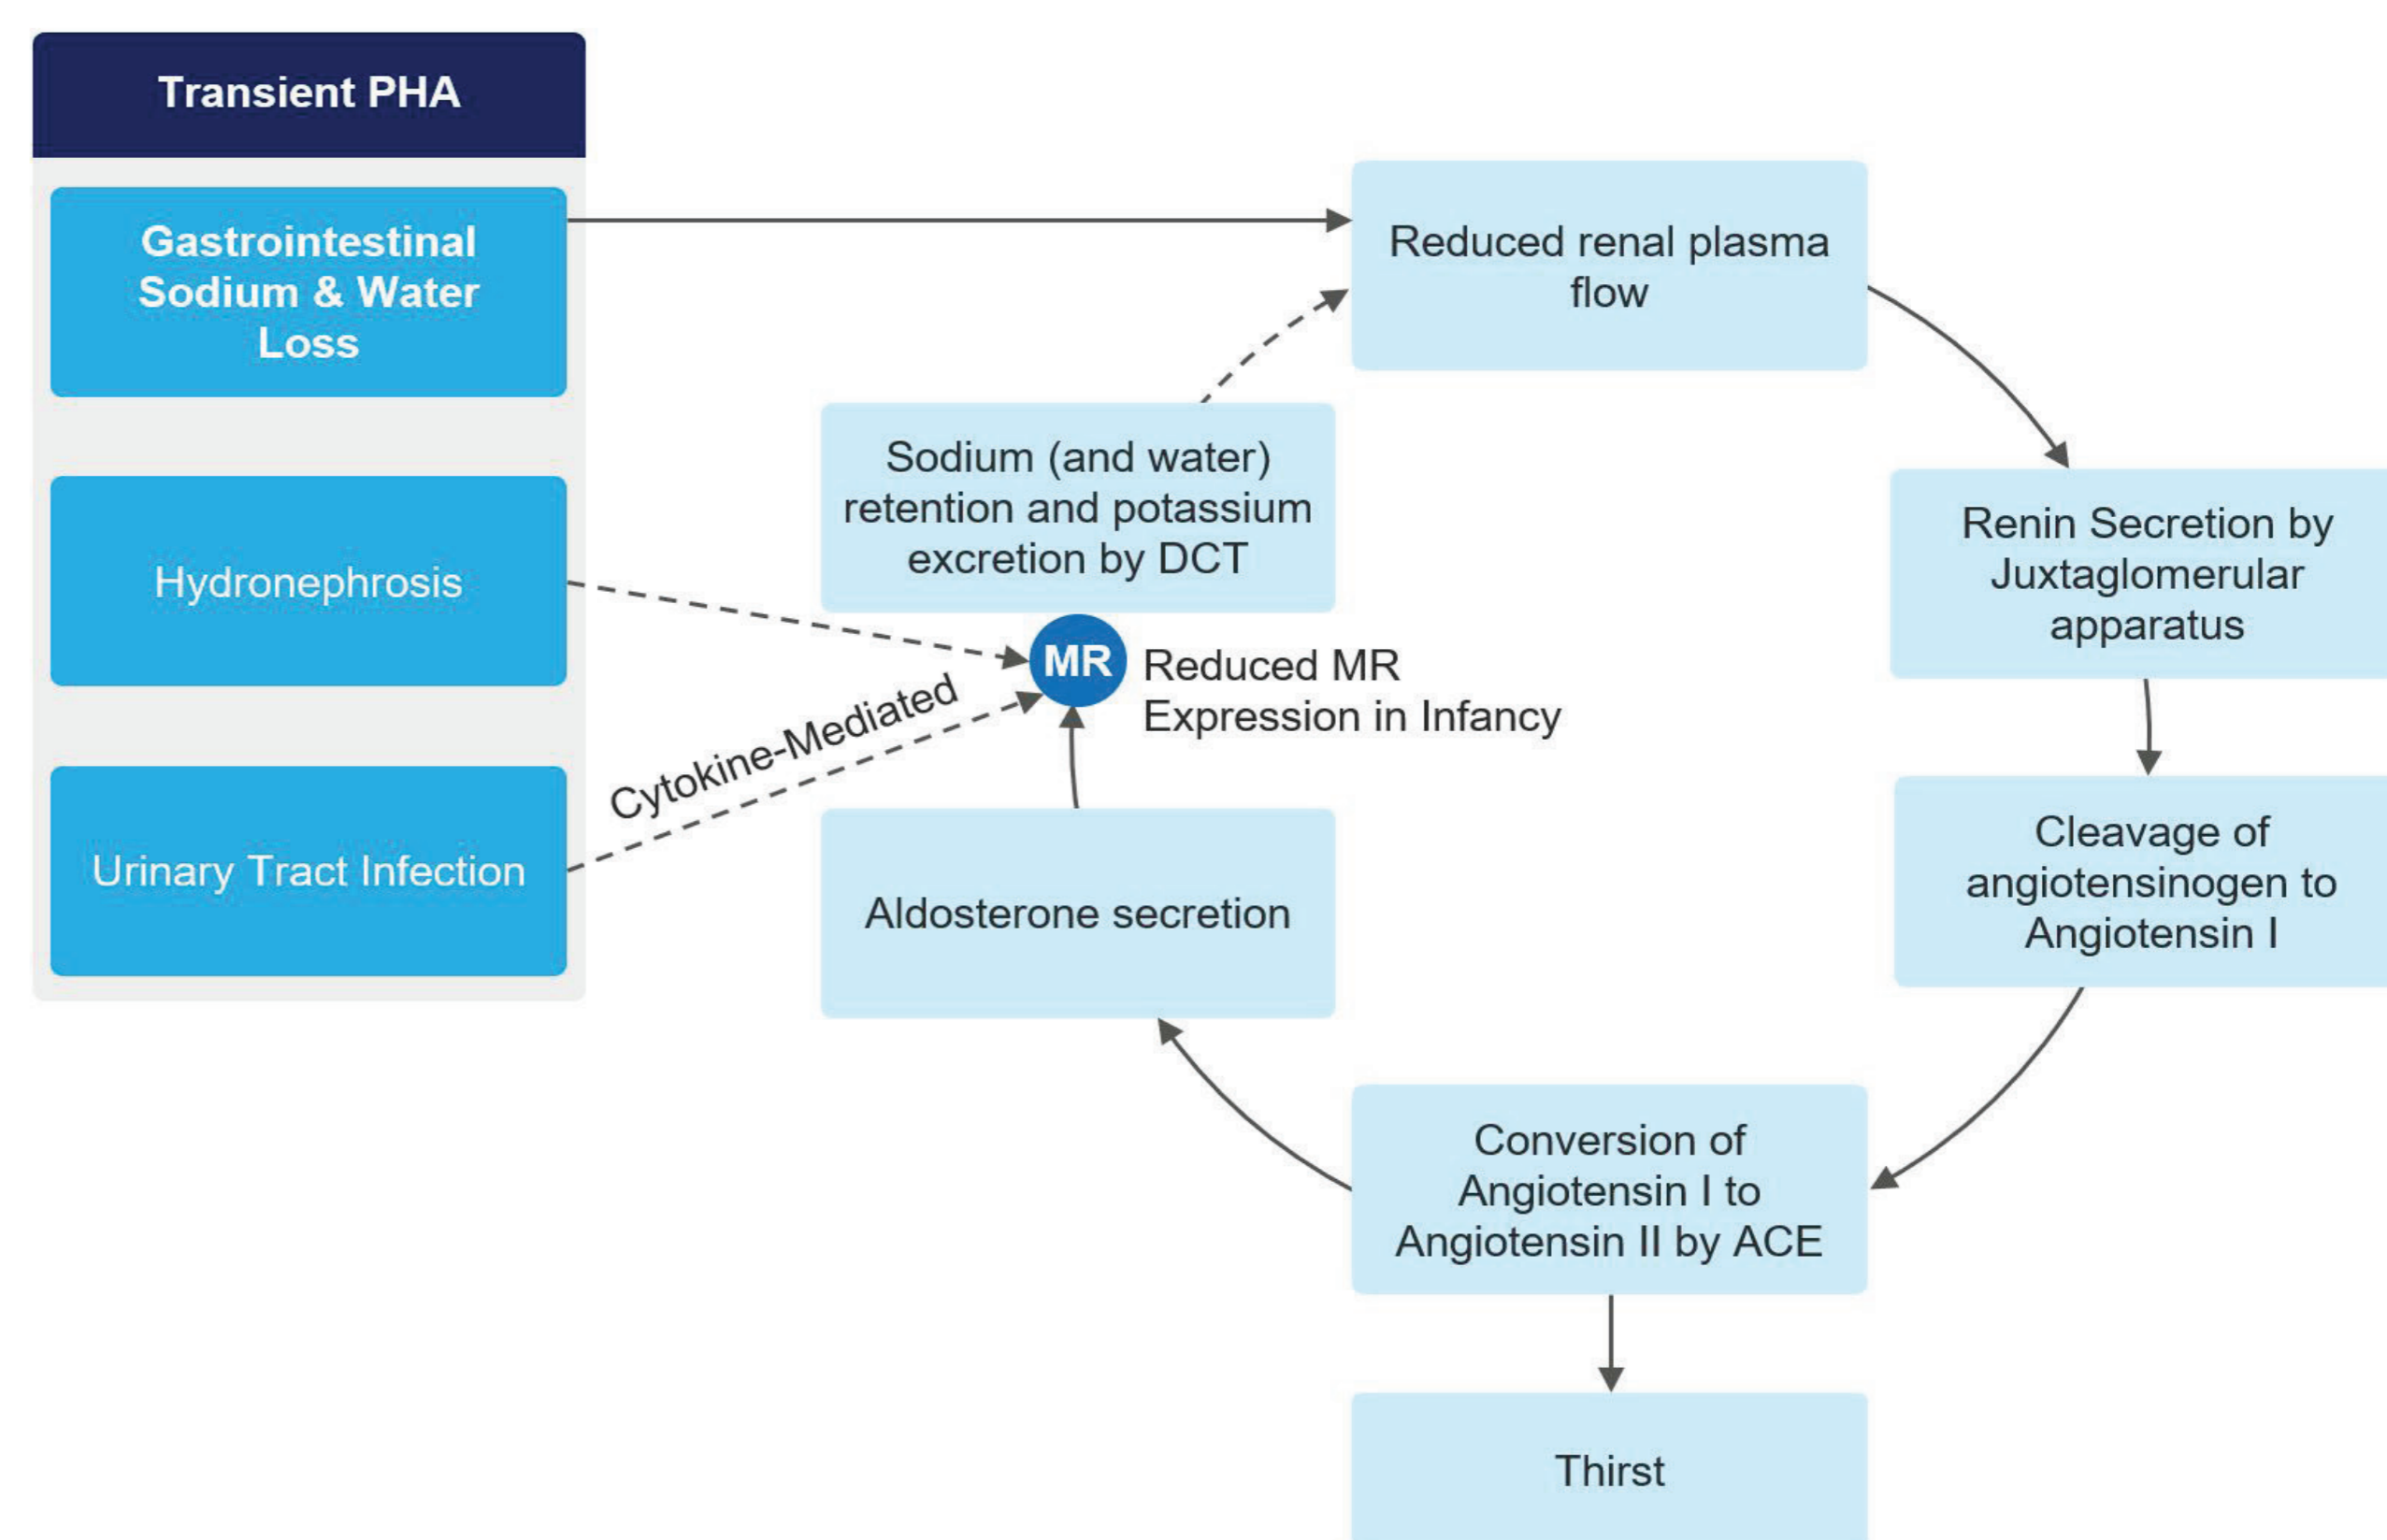 Transient PHA
Gastrointestinal
Sodium & Water
Loss
Hydronephrosis
Urinary Tract Infection
Cytokine-Mediated
Reduced renal plasma
flow
Sodium (and water)
retention and potassium
excretion by DCT
MR
Reduced MR
Expression in Infancy
Aldosterone secretion
Renin Secretion by
Juxtaglomerular
apparatus
Cleavage of
angiotensinogen to
Angiotensin I
Conversion of
Angiotensin I to
Angiotensin II by ACE
Thirst